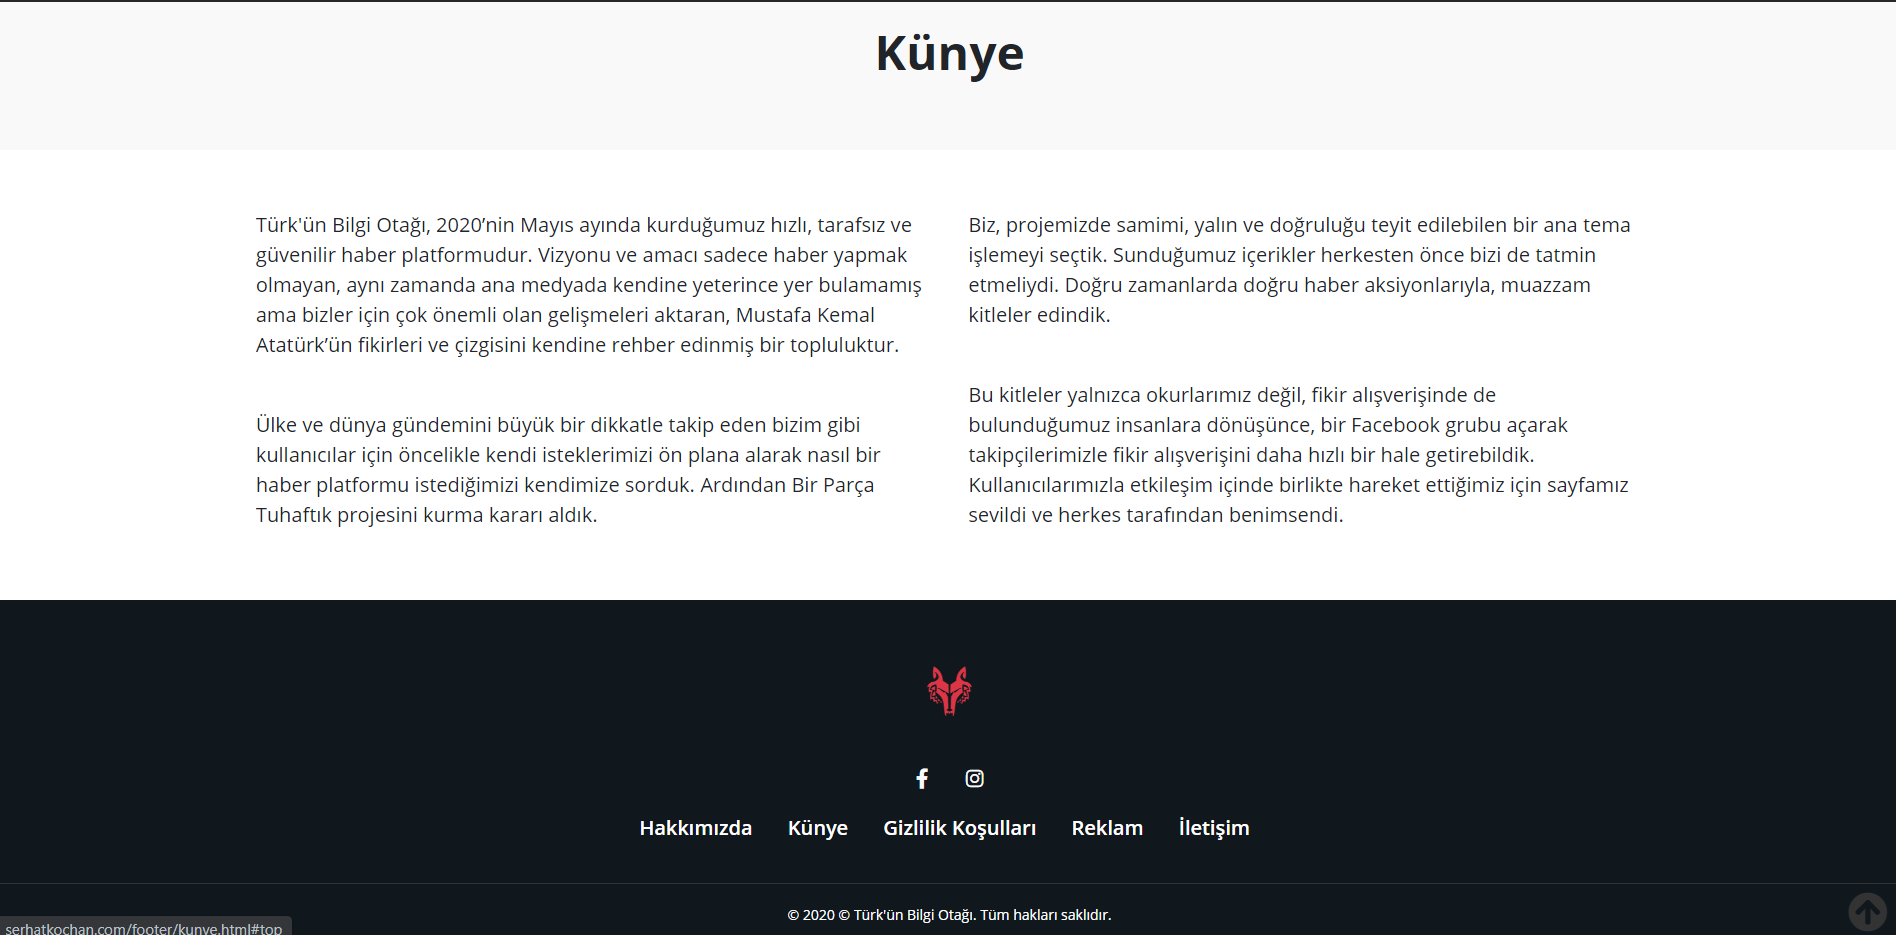 Künye
Türk'ün Bilgi Otağı, 2020’nin Mayıs ayında kurduğumuz hızlı, tarafsız ve
güvenilir haber platformudur. Vizyonu ve amacı sadece haber yapmak
olmayan, aynı zamanda ana medyada kendine yeterince yer bulamamış
ama bizler için çok önemli olan gelişmeleri aktaran, Mustafa Kemal
Atatürk’ün fikirleri ve çizgisini kendine rehber edinmiş bir topluluktur.
Ülke ve dünya gündemini büyük bir dikkatle takip eden bizim gibi
kullanıcılar için öncelikle kendi isteklerimizi ön plana alarak nasıl bir
haber platformu istediğimizi kendimize sorduk. Ardından Bir Parça
Tuhaftık projesini kurma kararı aldık.
Biz, projemizde samimi, yalın ve doğruluğu teyit edilebilen bir ana tema
işlemeyi seçtik. Sunduğumuz içerikler herkesten önce bizi de tatmin
etmeliydi. Doğru zamanlarda doğru haber aksiyonlarıyla, muazzam
kitleler edindik.
Bu kitleler yalnızca okurlarımız değil, fikir alışverişinde de
bulunduğumuz insanlara dönüşünce, bir Facebook grubu açarak
takipçilerimizle fikir alışverişini daha hızlı bir hale getirebildik.
Kullanıcılarımızla etkileşim içinde birlikte hareket ettiğimiz için sayfamız
sevildi ve herkes tarafından benimsendi.
Hakkımızda Künye Gizlilik Koşulları Reklam İletişim
© 2020 © Türk'ün Bilgi Otağı. Tüm hakları saklıdır.
serhatkochan.com/footer/kunye.html#top